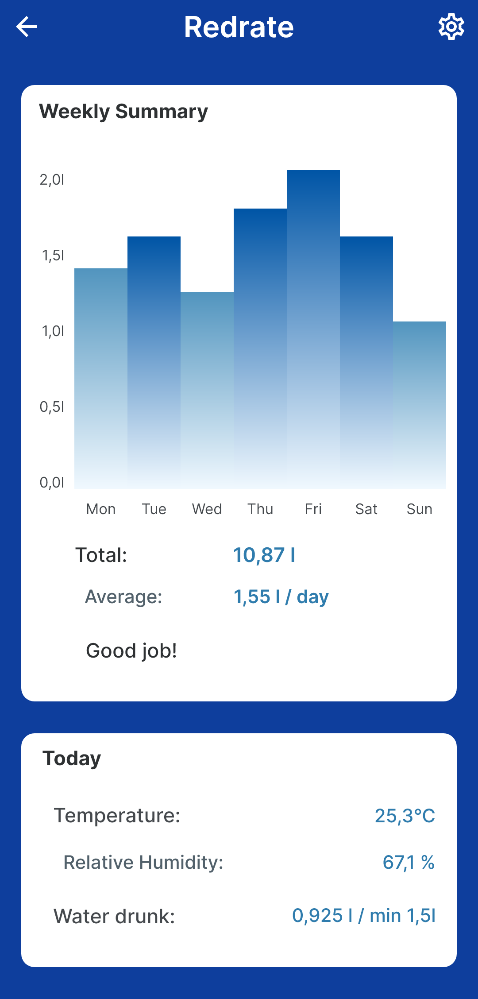 Redrate
Weekly Summary
2,0l
1,5l
1,0l
0,5l
0,0l
Mon Tue Wed Thu Fri Sat Sun
Total: 10,87 l
Average: 1,55 l / day
Good job!
Today
Temperature: 25,3°C
Relative Humidity: 67,1 %
Water drunk: 0,925 l / min 1,5l